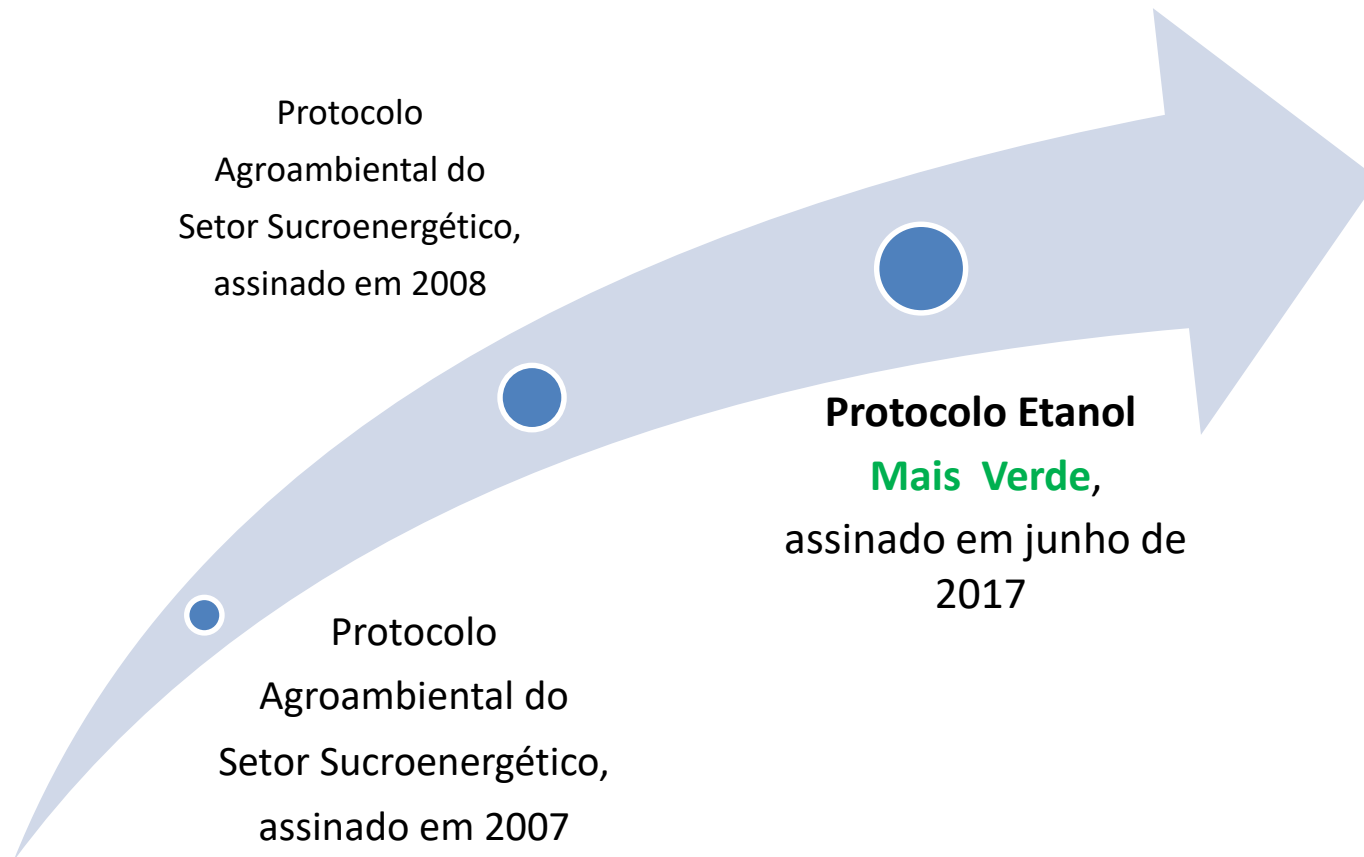 Protocolo
Agroambiental do
Setor Sucroenergético,
assinado em 2008
Protocolo Etanol
Mais Verde,
assinado em junho de
2017
Protocolo
Agroambiental do
Setor Sucroenergético,
assinado em 2007